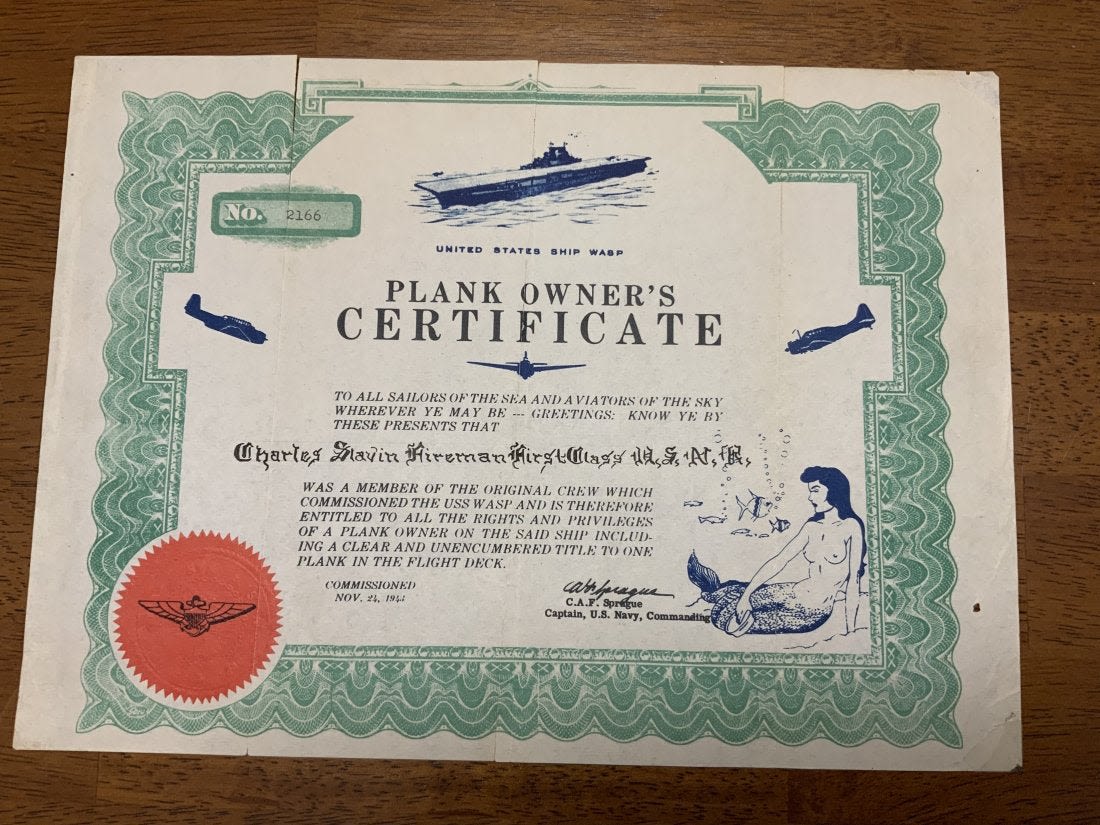 No. 2166
UNITED STATES SHIP WASP
PLANK OWNER'S
CERTIFICATE
TO ALL SAILORS OF THE SEA AND AVIATORS OF THE SKY
WHEREVER YE MAY BE --- GREETINGS: KNOW YE BY
THESE PRESENTS THAT
Charles Slavin Fireman First Class U.S.N.R.
WAS A MEMBER OF THE ORIGINAL CREW WHICH
COMMISSIONED THE USS WASP AND IS THEREFORE
ENTITLED TO ALL THE RIGHTS AND PRIVILEGES
OF A PLANK OWNER ON THE SAID SHIP INCLUD-
ING A CLEAR AND UNENCUMBERED TITLE TO ONE
PLANK IN THE FLIGHT DECK.
COMMISSIONED
NOV. 24, 1943
C.A.F. Sprague
Captain, U.S. Navy, Commanding